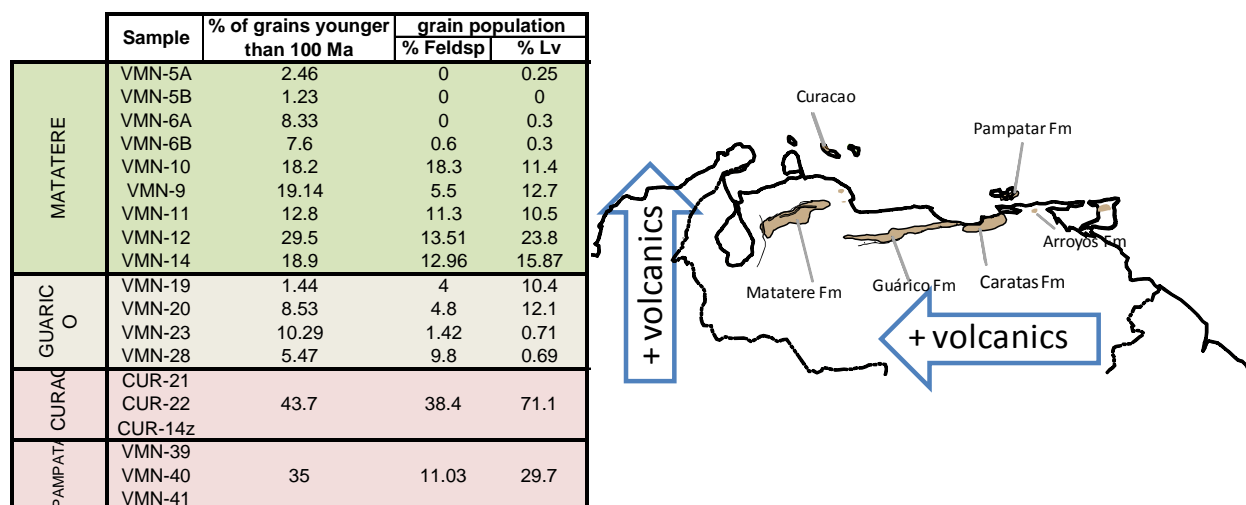 Sample % of grains younger than 100 Ma grain population
% Feldsp % Lv
MATATERE
VMN-5A 2.46 0 0.25
VMN-5B 1.23 0 0
VMN-6A 8.33 0 0.3
VMN-6B 7.6 0.6 0.3
VMN-10 18.2 18.3 11.4
VMN-9 19.14 5.5 12.7
VMN-11 12.8 11.3 10.5
VMN-12 29.5 13.51 23.8
VMN-14 18.9 12.96 15.87
GUARIC
O
VMN-19 1.44 4 10.4
VMN-20 8.53 4.8 12.1
VMN-23 10.29 1.42 0.71
VMN-28 5.47 9.8 0.69
CURAC
CUR-21
CUR-22 43.7 38.4 71.1
CUR-14z
PAMPATA
VMN-39
VMN-40 35 11.03 29.7
VMN-41
Curacao
Pampatar Fm
Arroyos Fm
Matatere Fm
Guárico Fm
Caratas Fm
+ volcanics
+ volcanics